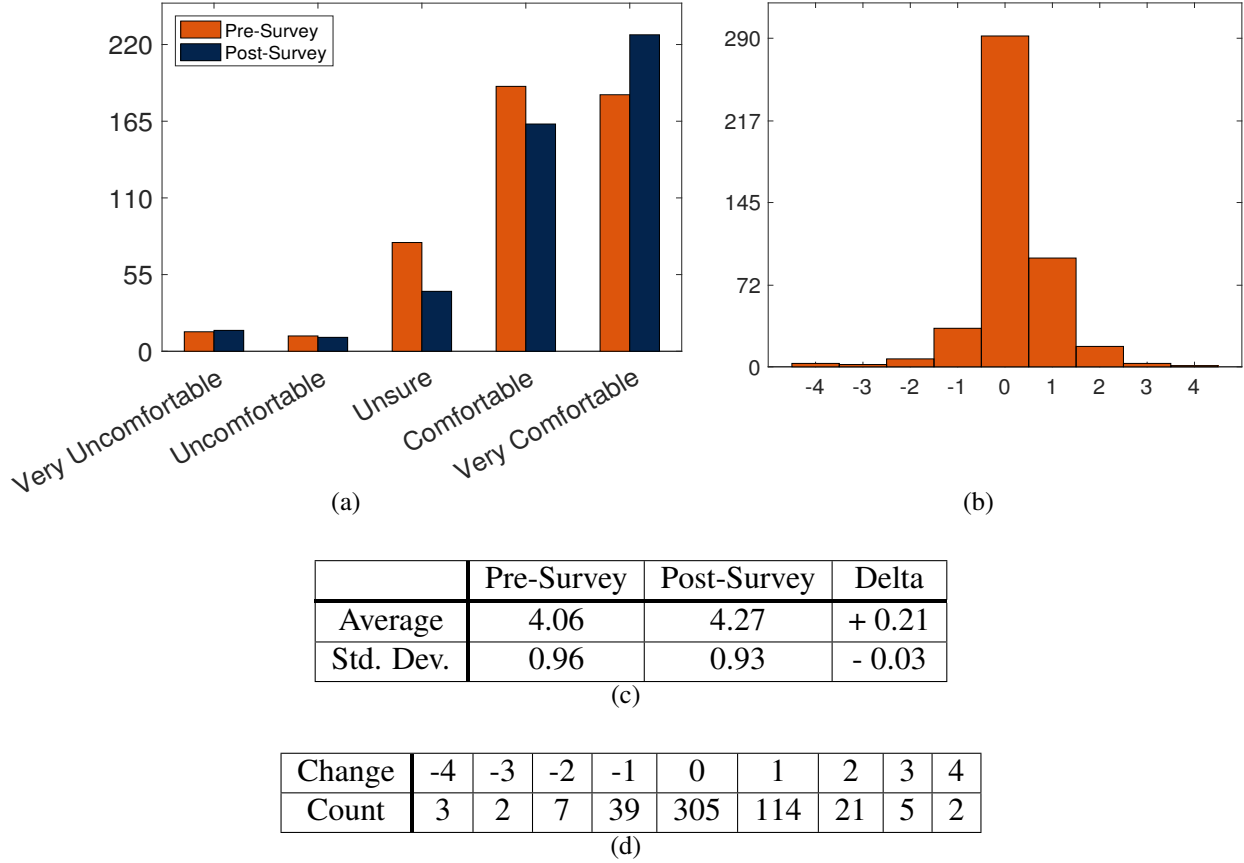 Pre-Survey
Post-Survey
220
165
110
55
0
Very Uncomfortable
Uncomfortable
Unsure
Comfortable
Very Comfortable
(a)
290
217
145
72
0
-4 -3 -2 -1 0 1 2 3 4
(b)
Pre-Survey Post-Survey Delta
Average 4.06 4.27 + 0.21
Std. Dev. 0.96 0.93 - 0.03
(c)
Change -4 -3 -2 -1 0 1 2 3 4
Count 3 2 7 39 305 114 21 5 2
(d)